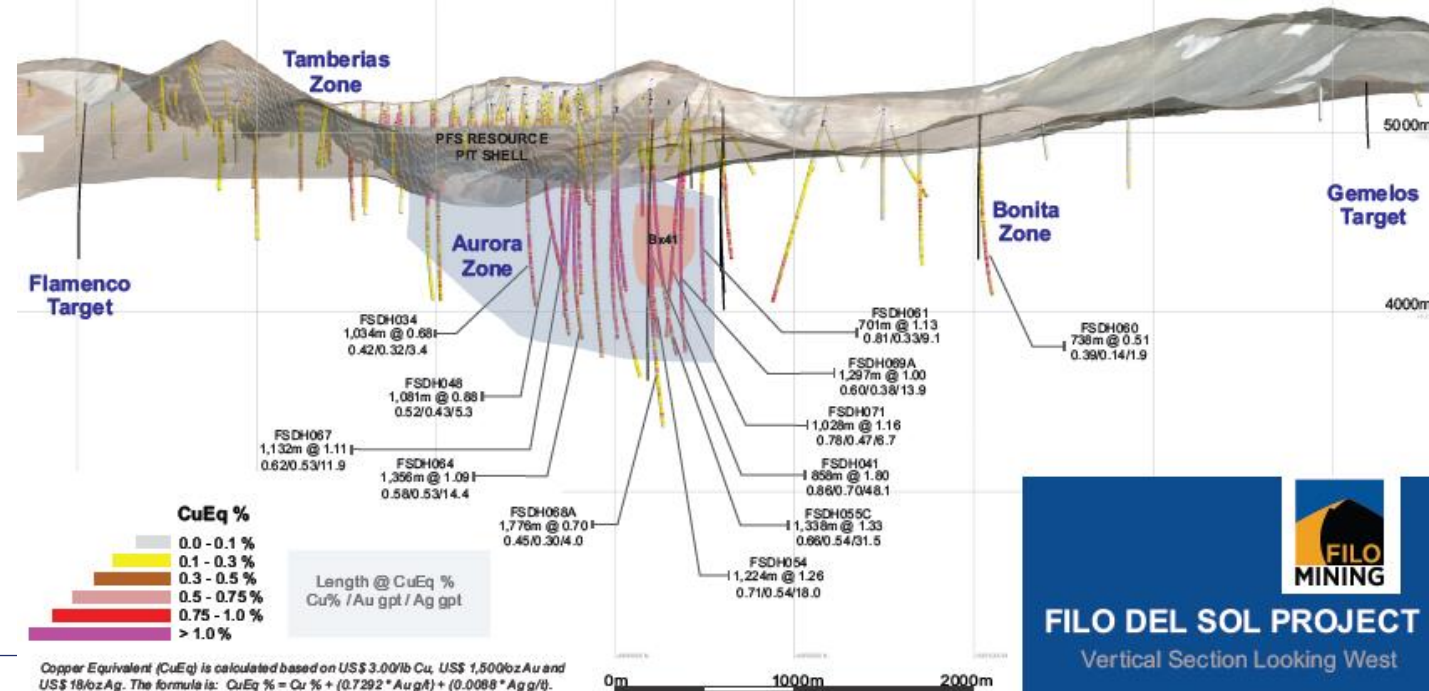 Tamberias
Zone
PFS RESOURCE
PIT SHELL
5000m
Flamenco
Target
Aurora
Zone
Bx41
Bonita
Zone
Gemelos
Target
4000m
FSDH034
1,034m @ 0.68
0.42/0.32/3.4
FSDH048
1,081m @ 0.88
0.52/0.43/5.3
FSDH067
1,132m @ 1.11
0.62/0.53/11.9
FSDH064
1,356m @ 1.09
0.58/0.53/14.4
FSDH068A
1,776m @ 0.70
0.45/0.30/4.0
FSDH061
701m @ 1.13
0.81/0.33/9.1
FSDH069A
1,297m @ 1.00
0.60/0.38/13.9
FSDH071
1,028m @ 1.16
0.78/0.47/6.7
FSDH041
858m @ 1.80
0.86/0.70/48.1
FSDH055C
1,338m @ 1.33
0.66/0.54/31.5
FSDH054
1,224m @ 1.26
0.71/0.54/18.0
FSDH060
738m @ 0.51
0.39/0.14/1.9
CuEq %
0.0 - 0.1 %
0.1 - 0.3 %
0.3 - 0.5 %
0.5 - 0.75 %
0.75 - 1.0 %
> 1.0 %
Length @ CuEq %
Cu% / Au gpt / Ag gpt
Copper Equivalent (CuEq) is calculated based on US$ 3.00/lb Cu, US$ 1,500/oz Au and
US$ 18/oz Ag. The formula is: CuEq % = Cu % + (0.7292 * Au g/t) + (0.0088 * Ag g/t).
0m 1000m 2000m
FILO
MINING
FILO DEL SOL PROJECT
Vertical Section Looking West